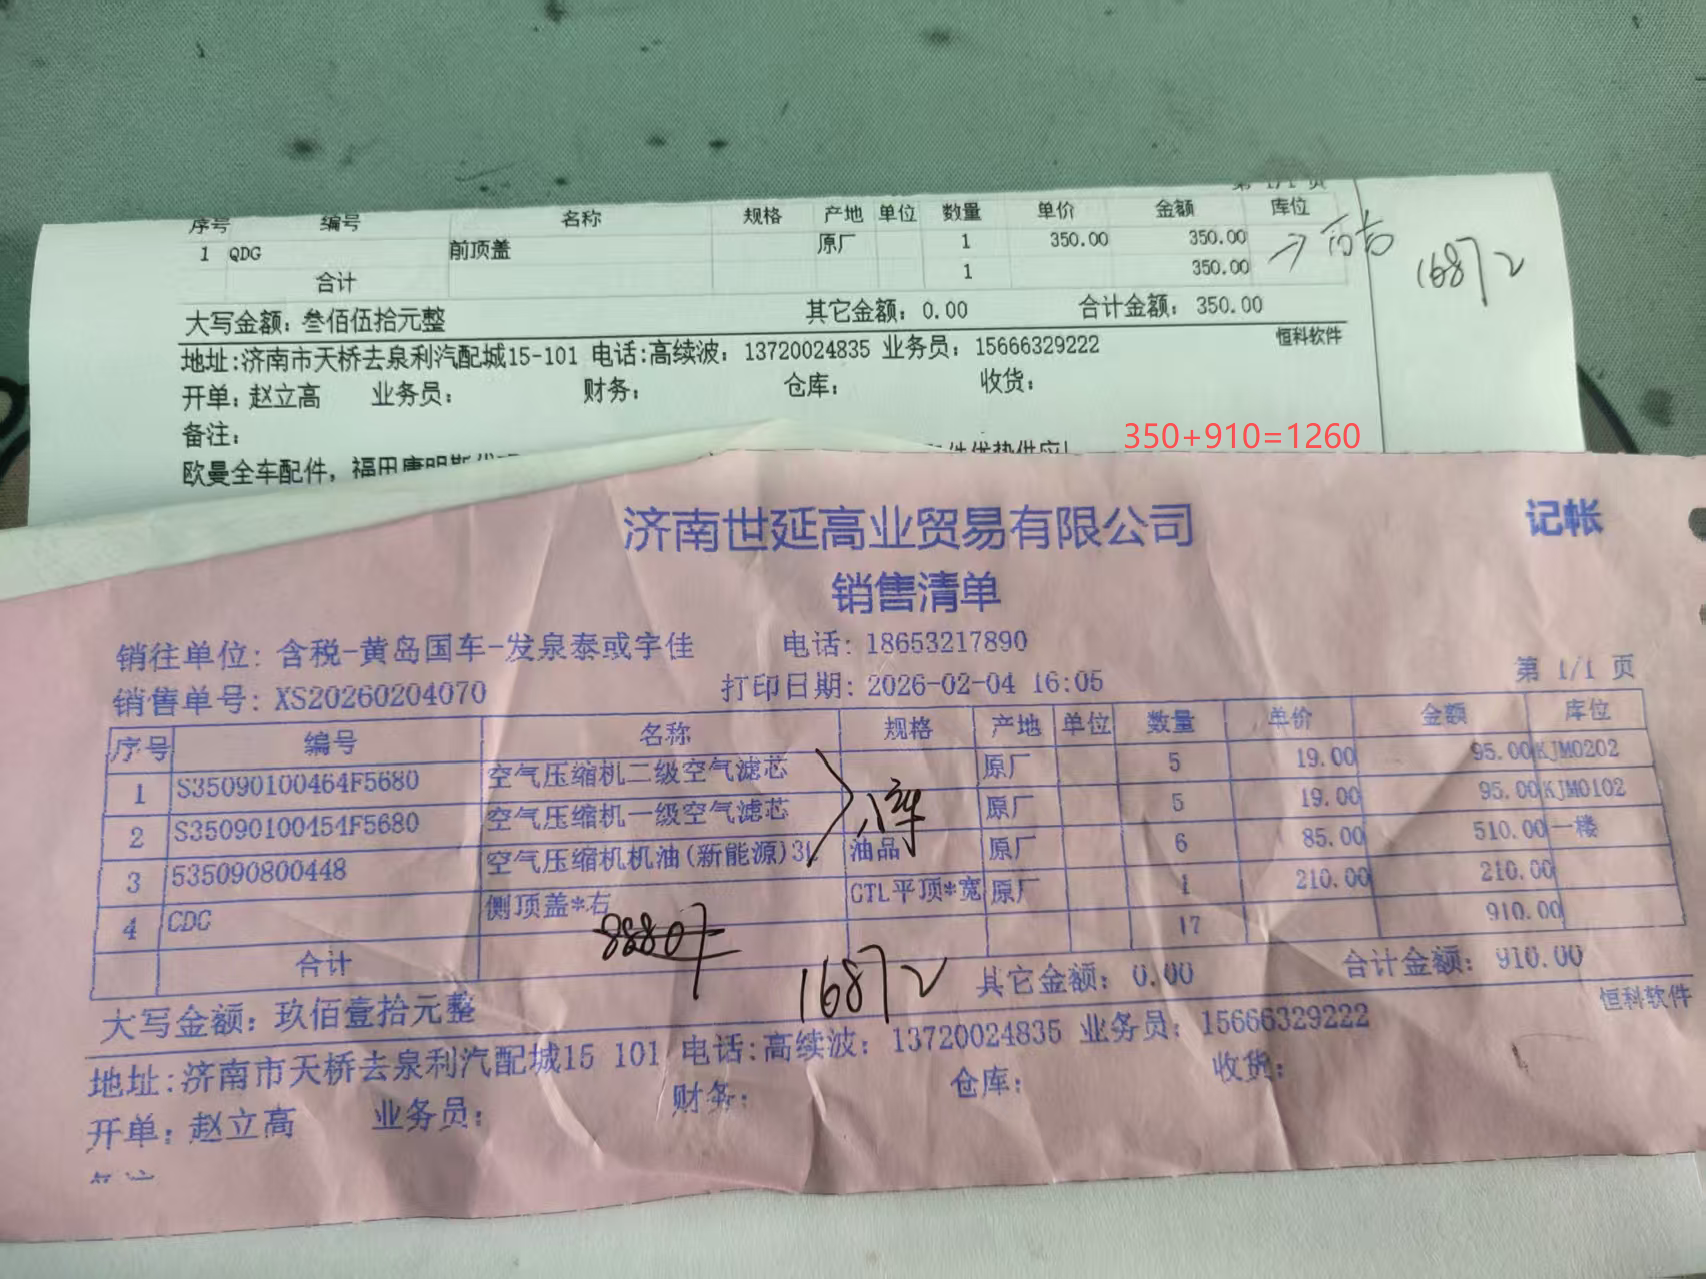 第 1/1 页
序号 编号 名称 规格 产地 单位 数量 单价 金额 库位
1 QDG 前顶盖 原厂 1 350.00 350.00
合计 1 350.00
16872
大写金额：叁佰伍拾元整 其它金额：0.00 合计金额：350.00
恒科软件
地址:济南市天桥去泉利汽配城15-101 电话:高续波：13720024835 业务员：15666329222
开单：赵立高 业务员： 财务： 仓库： 收货：
备注：
350+910=1260
欧曼全车配件，福田康明斯 件优势供应!
济南世延高业贸易有限公司
记帐
销售清单
销往单位：含税-黄岛国车-发泉泰或宇佳 电话：18653217890
销售单号：XS20260204070 打印日期：2026-02-04 16:05 第 1/1 页
序号 编号 名称 规格 产地 单位 数量 单价 金额 库位
1 S35090100464F5680 空气压缩机二级空气滤芯 原厂 5 19.00 95.00 KJM0202
2 S35090100454F5680 空气压缩机一级空气滤芯 原厂 5 19.00 95.00 KJM0102
3 535090800448 空气压缩机机油(新能源)3L 油品 原厂 6 85.00 510.00 一楼
4 CDG 侧顶盖*右 CTL平顶*宽 原厂 1 210.00 210.00
合计 17 910.00
16872
大写金额：玖佰壹拾元整 其它金额：0.00 合计金额：910.00
恒科软件
地址:济南市天桥去泉利汽配城15 101 电话:高续波：13720024835 业务员：15666329222
开单：赵立高 业务员： 财务： 仓库： 收货：